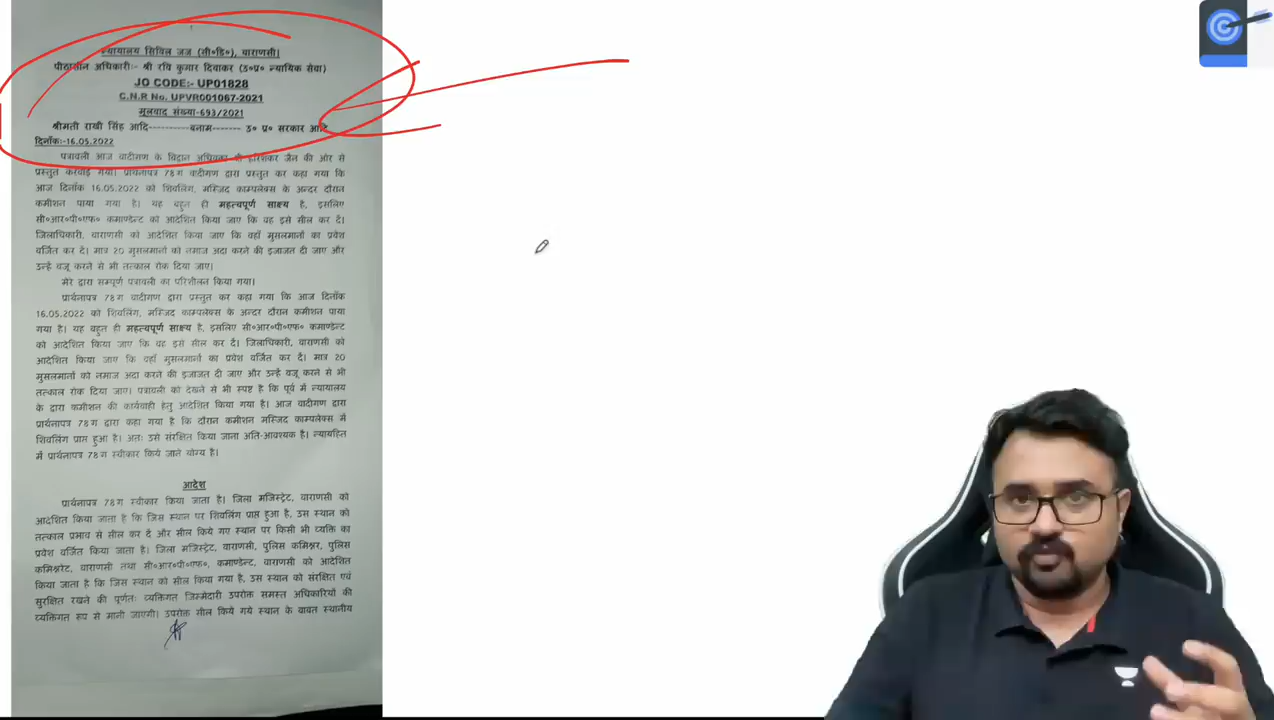 न्यायालय सिविल जज (सी०डि०), वाराणसी।
पीठासीन अधिकारीः- श्री रवि कुमार दिवाकर (उ०प्र० न्यायिक सेवा)
JO CODE:- UP01828
C.N.R No. UPVR001067-2021
मूलवाद संख्या-693/2021
श्रीमती राखी सिंह आदि----------बनाम------- उ० प्र० सरकार आदि
दिनाँकः-16.05.2022
पत्रावली आज वादीगण के विद्वान अधिवक्ता श्री हरिशंकर जैन की ओर से
प्रस्तुत करवाई गयी। प्रार्थनापत्र 78ग वादीगण द्वारा प्रस्तुत कर कहा गया कि
आज दिनाँक 16.05.2022 को शिवलिंग, मस्जिद काम्पलेक्स के अन्दर दौरान
कमीशन पाया गया है। यह बहुत ही महत्वपूर्ण साक्ष्य है, इसलिए
सी०आर०पी०एफ० कमाण्डेन्ट को आदेशित किया जाए कि वह इसे सील कर दें।
जिलाधिकारी, वाराणसी को आदेशित किया जाए कि वहाँ मुसलमानों का प्रवेश
वर्जित कर दें। मात्र 20 मुसलमानों को नमाज अदा करने की इजाजत दी जाए और
उन्हें वजू करने से भी तत्काल रोक दिया जाए।
मेरे द्वारा सम्पूर्ण पत्रावली का परिशीलन किया गया।
प्रार्थनापत्र 78ग वादीगण द्वारा प्रस्तुत कर कहा गया कि आज दिनाँक
16.05.2022 को शिवलिंग, मस्जिद काम्पलेक्स के अन्दर दौरान कमीशन पाया
गया है। यह बहुत ही महत्वपूर्ण साक्ष्य है, इसलिए सी०आर०पी०एफ० कमाण्डेन्ट
को आदेशित किया जाए कि वह इसे सील कर दें। जिलाधिकारी, वाराणसी को
आदेशित किया जाए कि वहाँ मुसलमानों का प्रवेश वर्जित कर दें। मात्र 20
मुसलमानों को नमाज अदा करने की इजाजत दी जाए और उन्हें वजू करने से भी
तत्काल रोक दिया जाए। पत्रावली को देखने से भी स्पष्ट है कि पूर्व में न्यायालय
के द्वारा कमीशन की कार्यवाही हेतु आदेशित किया गया है। आज वादीगण द्वारा
प्रार्थनापत्र 78ग द्वारा कहा गया है कि दौरान कमीशन मस्जिद काम्पलेक्स में
शिवलिंग प्राप्त हुआ है। अतः उसे संरक्षित किया जाना अति-आवश्यक है। न्यायहित
में प्रार्थनापत्र 78ग स्वीकार किये जाने योग्य है।
आदेश
प्रार्थनापत्र 78ग स्वीकार किया जाता है। जिला मजिस्ट्रेट, वाराणसी को
आदेशित किया जाता है कि जिस स्थान पर शिवलिंग प्राप्त हुआ है, उस स्थान को
तत्काल प्रभाव से सील कर दें और सील किये गए स्थान पर किसी भी व्यक्ति का
प्रवेश वर्जित किया जाता है। जिला मजिस्ट्रेट, वाराणसी, पुलिस कमिश्नर, पुलिस
कमिश्नरेट, वाराणसी तथा सी०आर०पी०एफ०, कमाण्डेन्ट, वाराणसी को आदेशित
किया जाता है कि जिस स्थान को सील किया गया है, उस स्थान को संरक्षित एवं
सुरक्षित रखने की पूर्णतः व्यक्तिगत जिम्मेदारी उपरोक्त समस्त अधिकारियों की
व्यक्तिगत रूप से मानी जाएगी। उपरोक्त सील किये गये स्थान के बावत स्थानीय